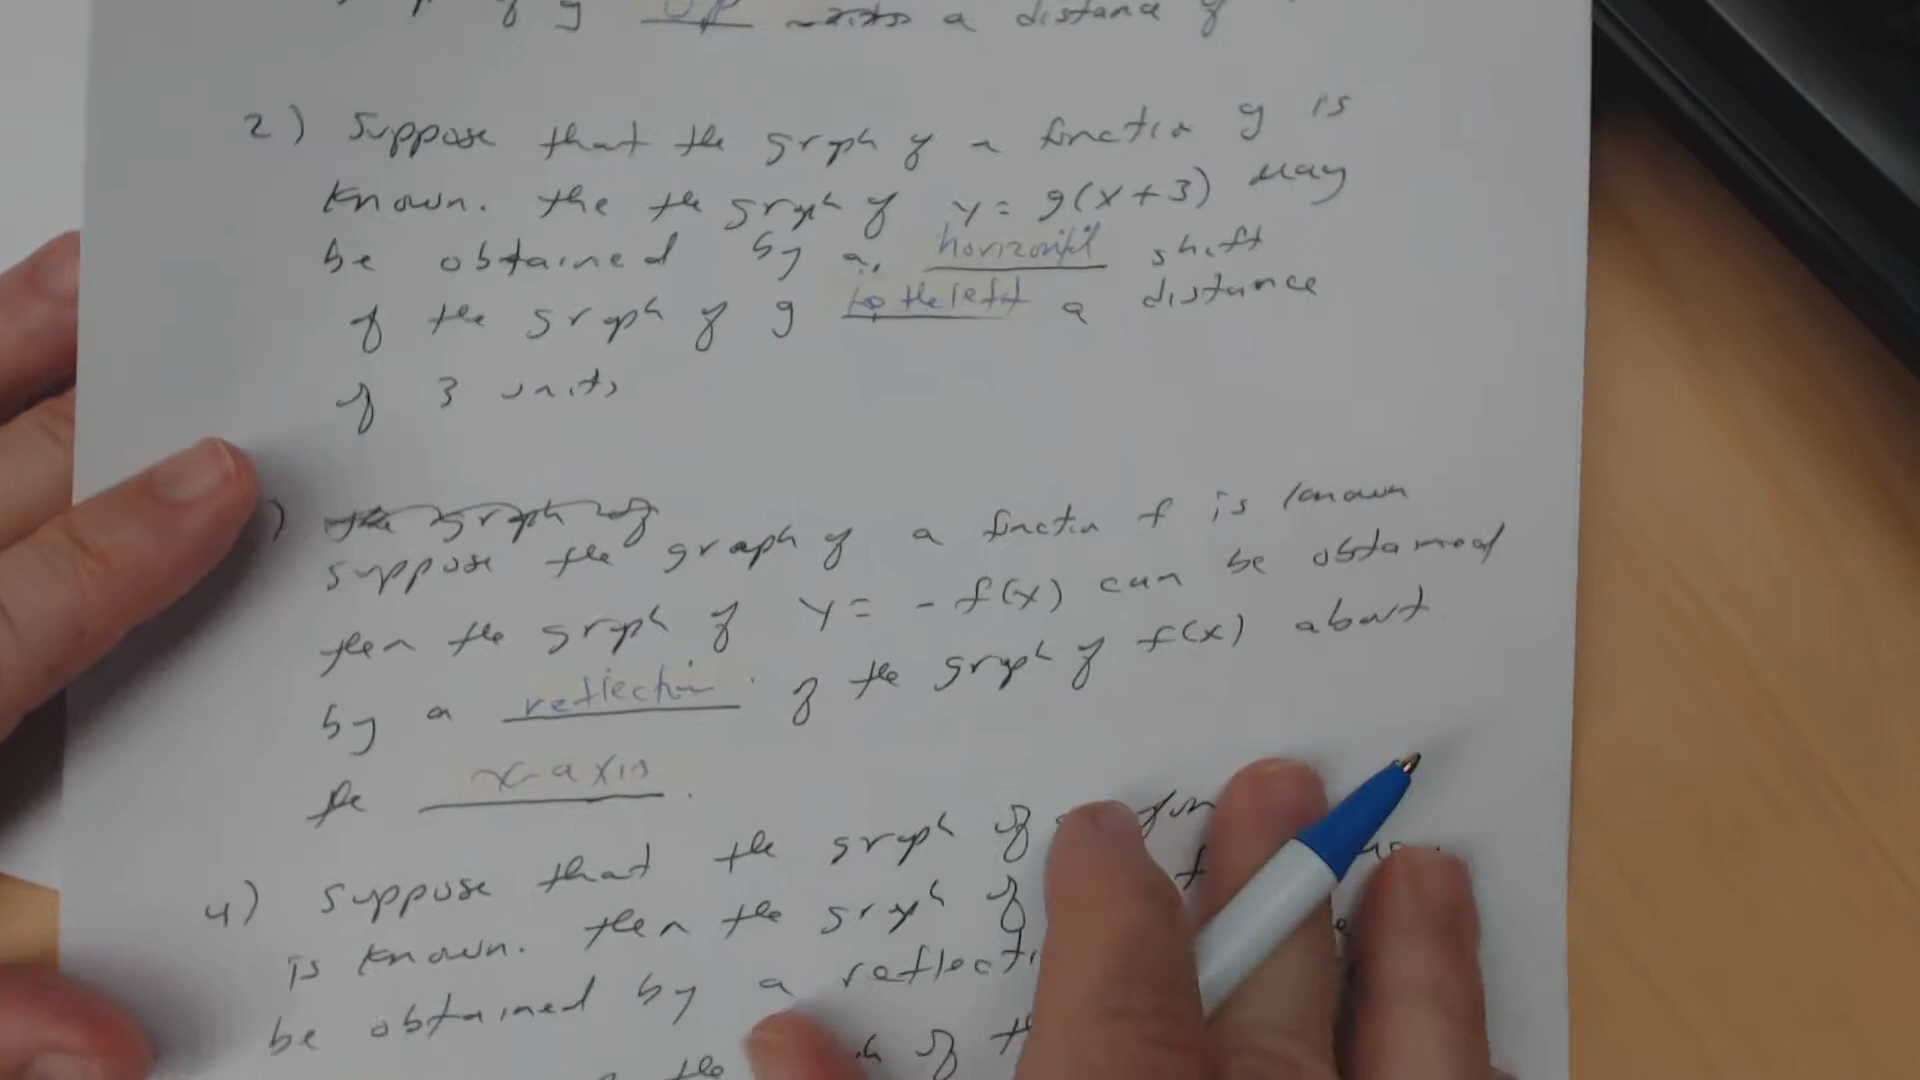 of g up a distance of
2) Suppose that the graph of a function g is
known. the the graph of y = g(x+3) may
be obtained by a horizontal shift
of the graph of g to the left a distance
of 3 units
) the graph of
suppose the graph of a function f is known
then the graph of y = - f(x) can be obtained
by a reflection of the graph of f(x) about
the x-axis.
4) suppose that the graph of
is known. then the graph of
be obtained by a reflecti
the of